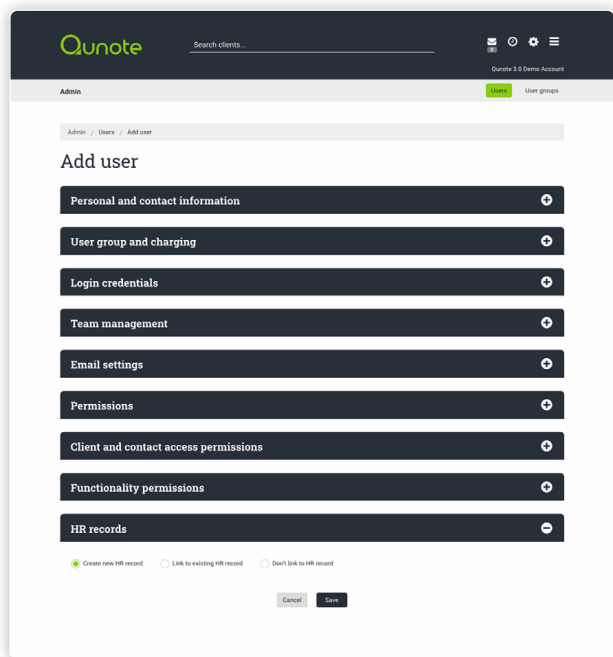 Qunote
Search clients...
0
Qunote 3.0 Demo Account
Admin
Users
User groups
Admin / Users / Add user
Add user
Personal and contact information
User group and charging
Login credentials
Team management
Email settings
Permissions
Client and contact access permissions
Functionality permissions
HR records
Create new HR record
Link to existing HR record
Don't link to HR record
Cancel
Save